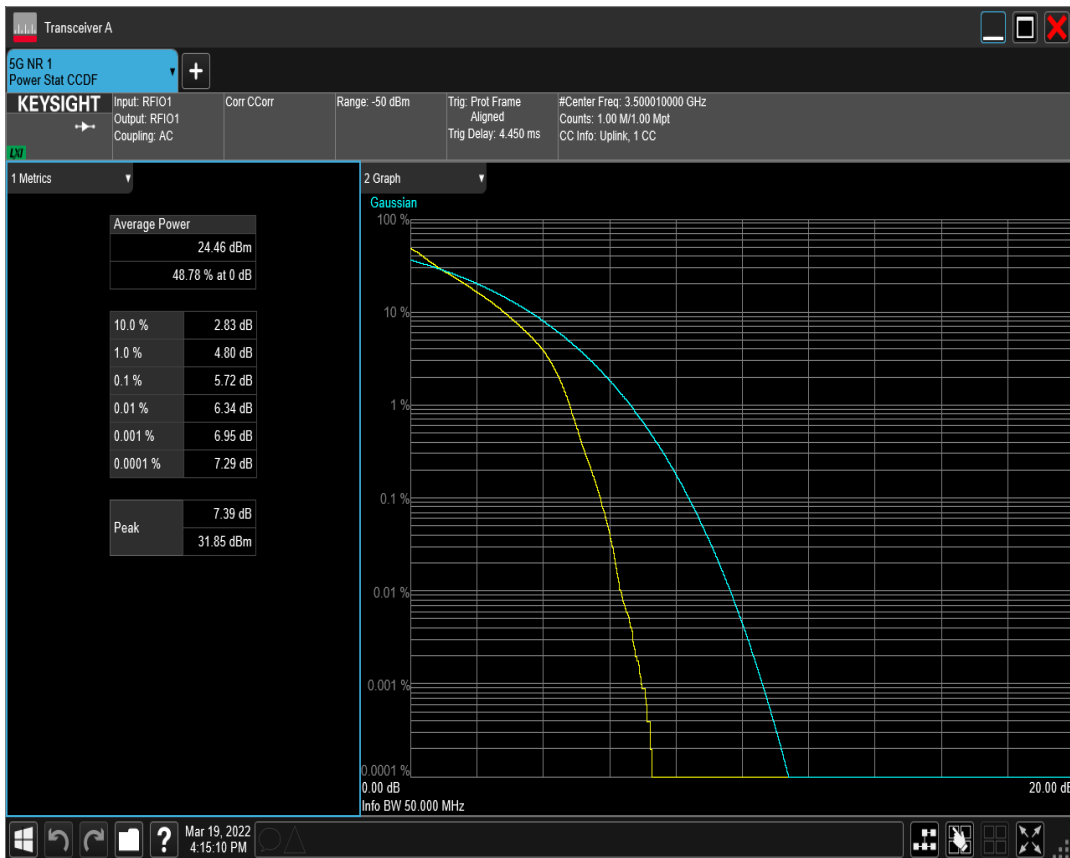 Transceiver A
5G NR 1
Power Stat CCDF
KEYSIGHT
LXI
Input: RFIO1
Output: RFIO1
Coupling: AC
Corr CCorr
Range: -50 dBm
Trig: Prot Frame
Aligned
Trig Delay: 4.450 ms
#Center Freq: 3.500010000 GHz
Counts: 1.00 M/1.00 Mpt
CC Info: Uplink, 1 CC
1 Metrics
Average Power
24.46 dBm
48.78 % at 0 dB
10.0 % 2.83 dB
1.0 % 4.80 dB
0.1 % 5.72 dB
0.01 % 6.34 dB
0.001 % 6.95 dB
0.0001 % 7.29 dB
Peak
7.39 dB
31.85 dBm
2 Graph
Gaussian
100 %
10 %
1 %
0.1 %
0.01 %
0.001 %
0.0001 %
0.00 dB 20.00 dB
Info BW 50.000 MHz
? Mar 19, 2022
4:15:10 PM